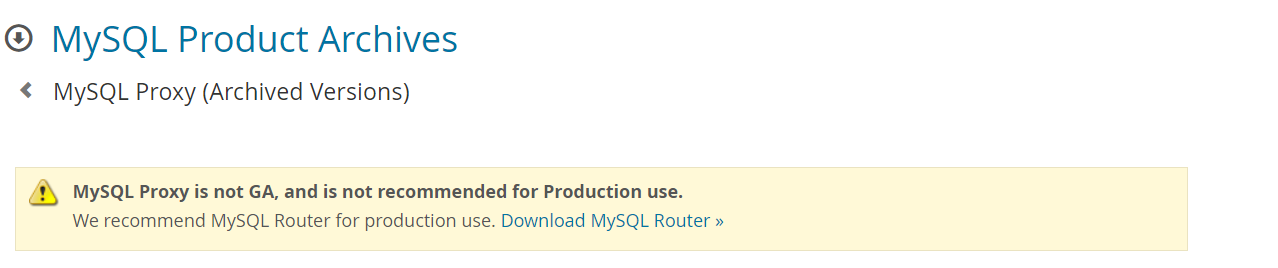 MySQL Product Archives
MySQL Proxy (Archived Versions)
MySQL Proxy is not GA, and is not recommended for Production use.
We recommend MySQL Router for production use. Download MySQL Router »